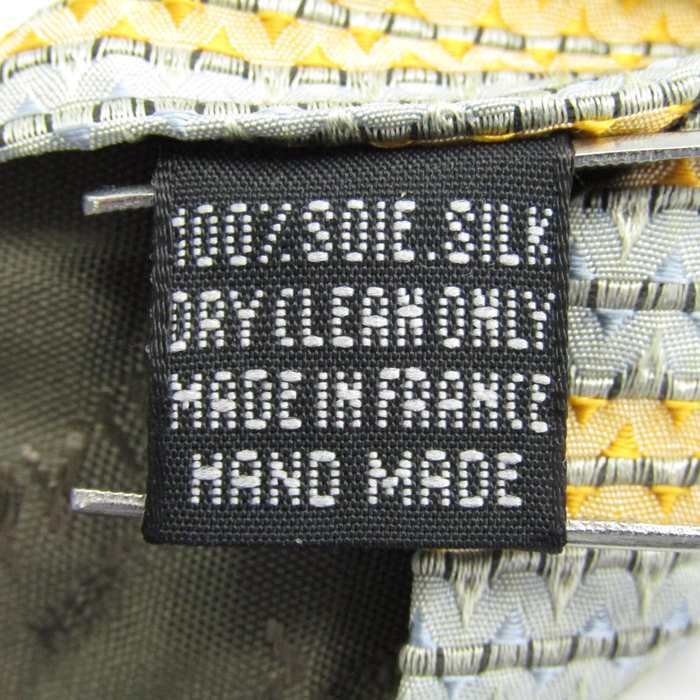 100% SOIE. SILK
DRY CLEAN ONLY
MADE IN FRANCE
HAND MADE